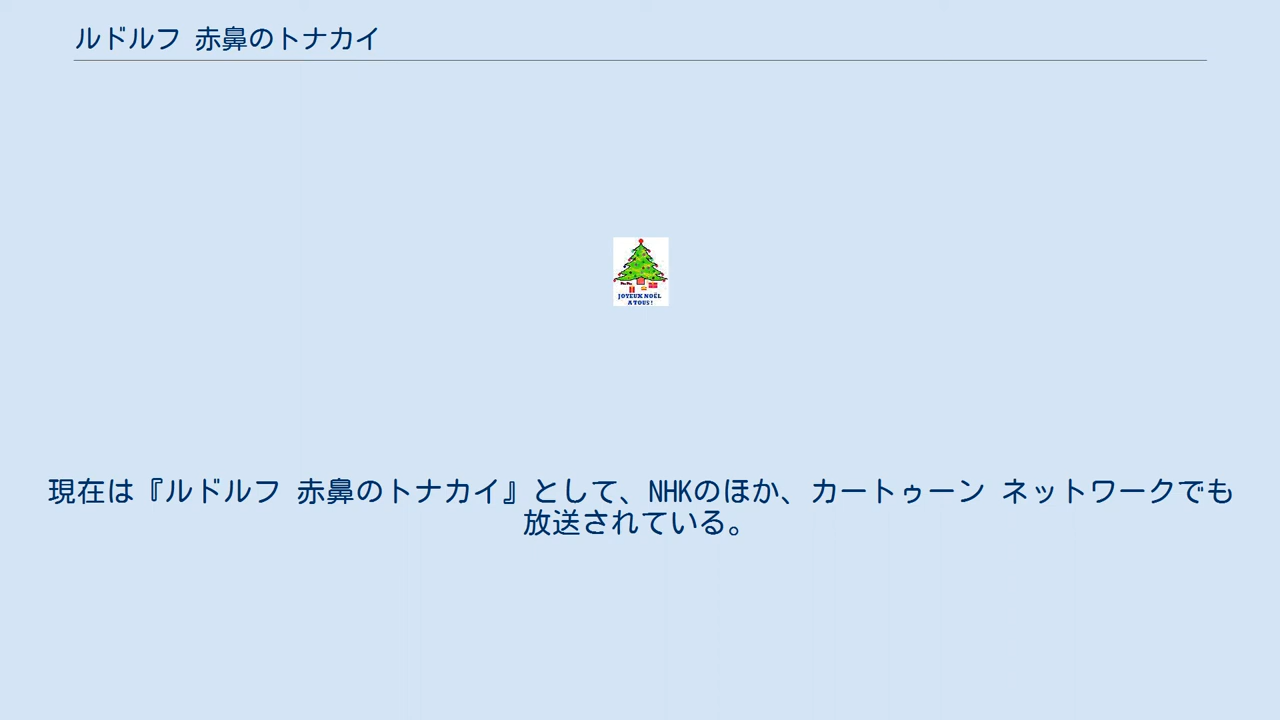 ルドルフ 赤鼻のトナカイ
JOYEUX NOËL
A TOUS !
現在は『ルドルフ 赤鼻のトナカイ』として、NHKのほか、カートゥーン ネットワークでも
放送されている。